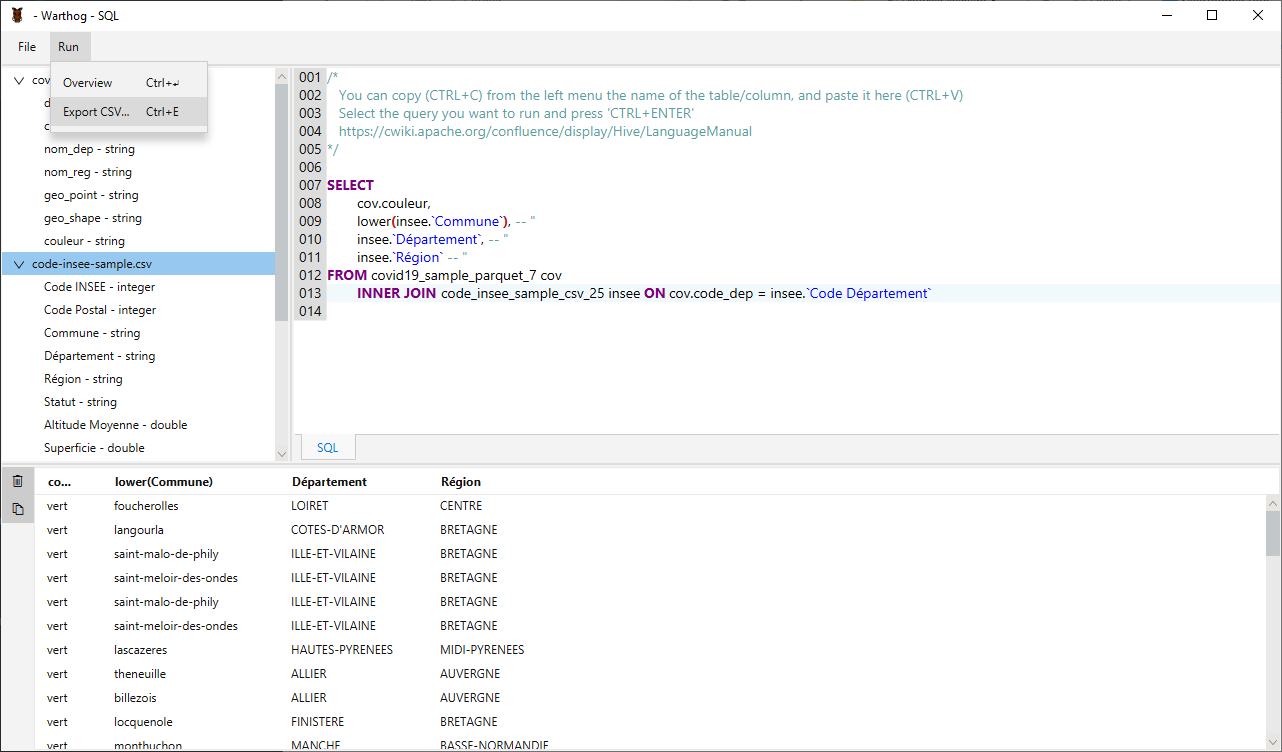 - Warthog - SQL
File Run
Overview Ctrl+↲
Export CSV... Ctrl+E
cov
d
c
nom_dep - string
nom_reg - string
geo_point - string
geo_shape - string
couleur - string
code-insee-sample.csv
Code INSEE - integer
Code Postal - integer
Commune - string
Département - string
Région - string
Statut - string
Altitude Moyenne - double
Superficie - double
001 /*
002 You can copy (CTRL+C) from the left menu the name of the table/column, and paste it here (CTRL+V)
003 Select the query you want to run and press 'CTRL+ENTER'
004 https://cwiki.apache.org/confluence/display/Hive/LanguageManual
005 */
006
007 SELECT
008 cov.couleur,
009 lower(insee.`Commune`), -- "
010 insee.`Département`, -- "
011 insee.`Région` -- "
012 FROM covid19_sample_parquet_7 cov
013 INNER JOIN code_insee_sample_csv_25 insee ON cov.code_dep = insee.`Code Département`
014
SQL
co... lower(Commune) Département Région
vert foucherolles LOIRET CENTRE
vert langourla COTES-D'ARMOR BRETAGNE
vert saint-malo-de-phily ILLE-ET-VILAINE BRETAGNE
vert saint-meloir-des-ondes ILLE-ET-VILAINE BRETAGNE
vert saint-malo-de-phily ILLE-ET-VILAINE BRETAGNE
vert saint-meloir-des-ondes ILLE-ET-VILAINE BRETAGNE
vert lascazeres HAUTES-PYRENEES MIDI-PYRENEES
vert theneuille ALLIER AUVERGNE
vert billezois ALLIER AUVERGNE
vert locquenole FINISTERE BRETAGNE
vert monthuchon MANCHE BASSE-NORMANDIE